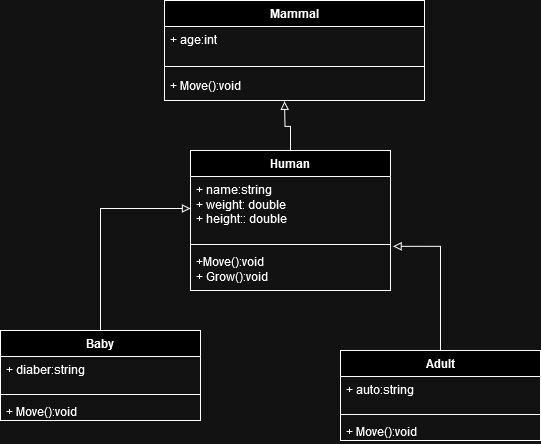 Mammal
+ age:int
+ Move():void
Human
+ name:string
+ weight: double
+ height:: double
+Move():void
+ Grow():void
Baby
+ diaber:string
+ Move():void
Adult
+ auto:string
+ Move():void